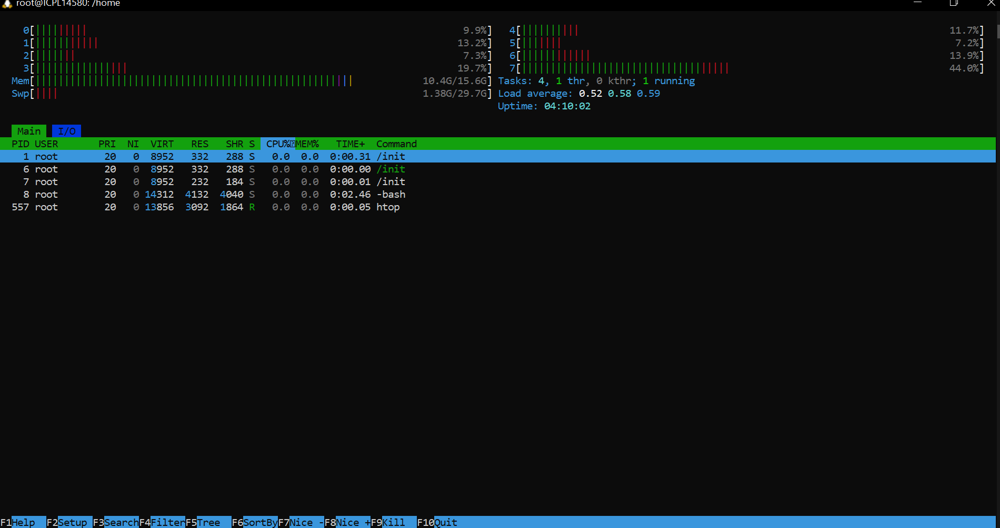 root@ICPL14580: /home
0[||||||||| 9.9%] 4[|||||||||| 11.7%]
1[||||||||||| 13.2%] 5[||||||| 7.2%]
2[||||||| 7.3%] 6[|||||||||||| 13.9%]
3[|||||||||||||||| 19.7%] 7[|||||||||||||||||||||||||||||||||||| 44.0%]
Mem[||||||||||||||||||||||||||||||||||||||||||||||||||||||| 10.4G/15.6G] Tasks: 4, 1 thr, 0 kthr; 1 running
Swp[|||| 1.38G/29.7G] Load average: 0.52 0.58 0.59
Uptime: 04:10:02
Main I/O
PID USER PRI NI VIRT RES SHR S CPU% MEM% TIME+ Command
1 root 20 0 8952 332 288 S 0.0 0.0 0:00.31 /init
6 root 20 0 8952 332 288 S 0.0 0.0 0:00.00 /init
7 root 20 0 8952 232 184 S 0.0 0.0 0:00.01 /init
8 root 20 0 14312 4132 4040 S 0.0 0.0 0:02.46 -bash
557 root 20 0 13856 3092 1864 R 0.0 0.0 0:00.05 htop
F1Help F2Setup F3SearchF4FilterF5Tree F6SortByF7Nice -F8Nice +F9Kill F10Quit